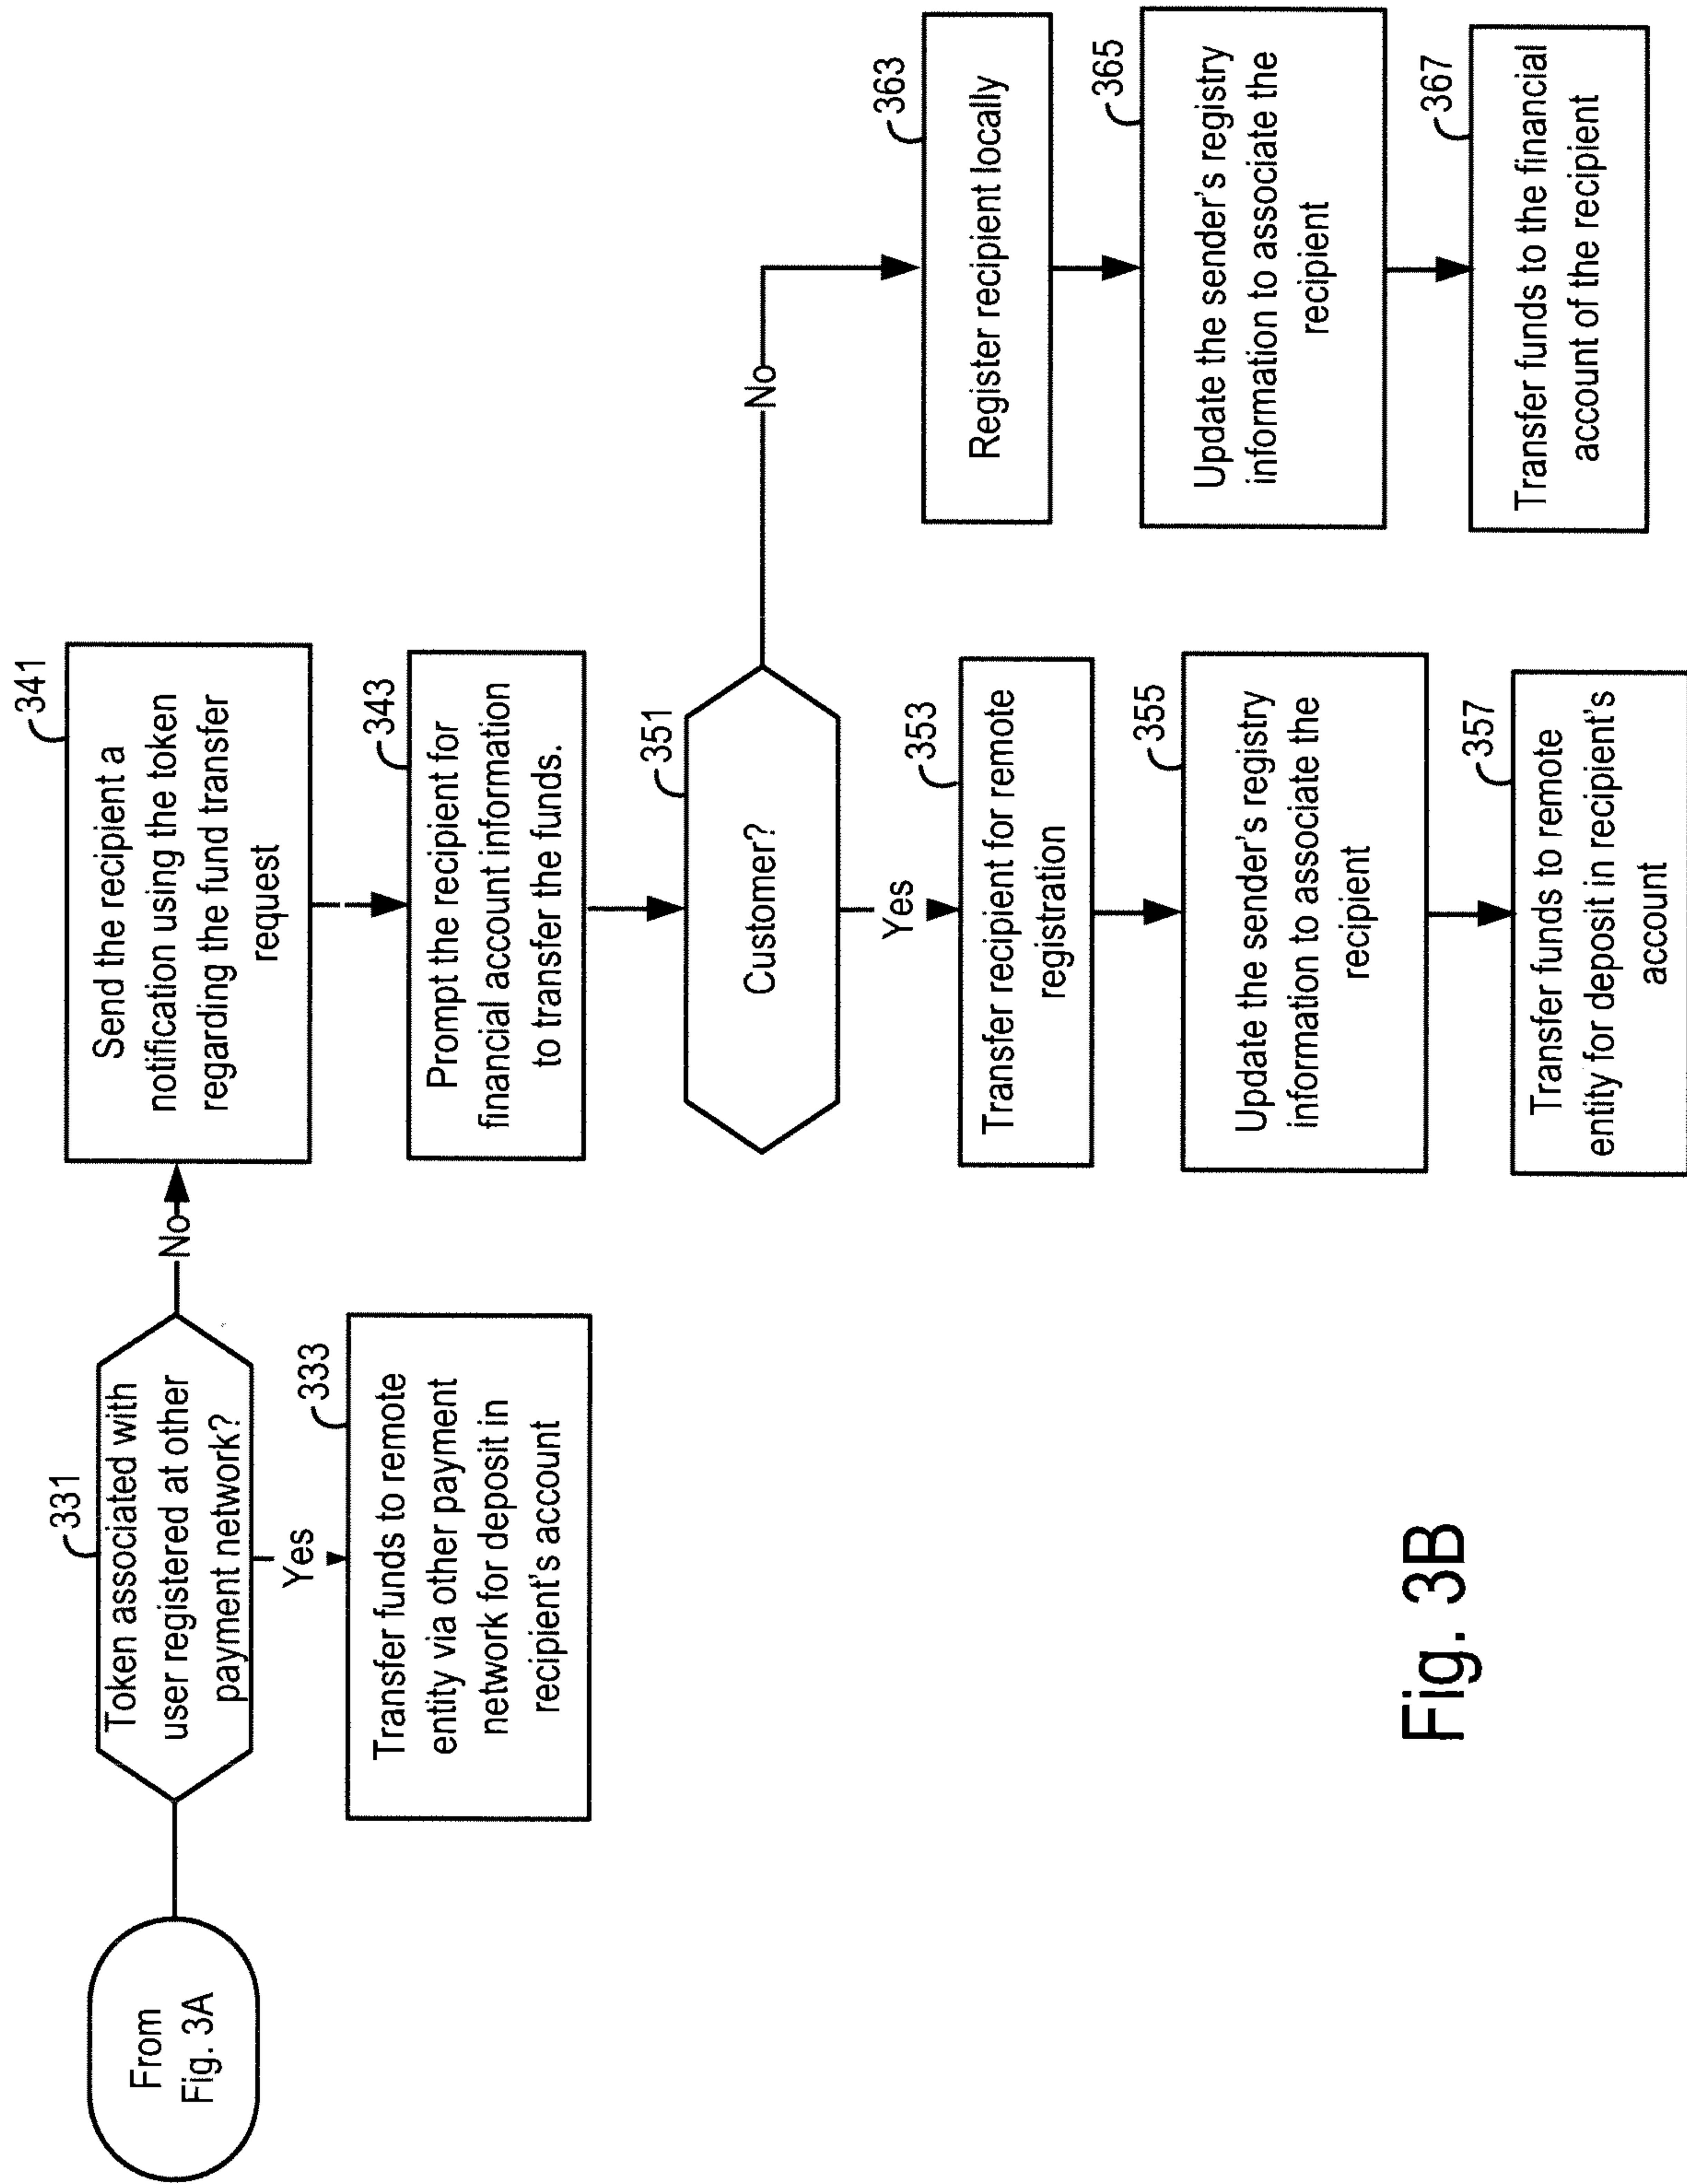 From
Fig. 3A
331
Token associated with
user registered at other
payment network?
No
Yes
333
Transfer funds to remote
entity via other payment
network for deposit in
recipient's account
341
Send the recipient a
notification using the token
regarding the fund transfer
request
343
Prompt the recipient for
financial account information
to transfer the funds.
351
Customer?
No
Yes
353
Transfer recipient for remote
registration
355
Update the sender's registry
information to associate the
recipient
357
Transfer funds to remote
entity for deposit in recipient's
account
363
Register recipient locally
365
Update the sender's registry
information to associate the
recipient
367
Transfer funds to the financial
account of the recipient
Fig. 3B